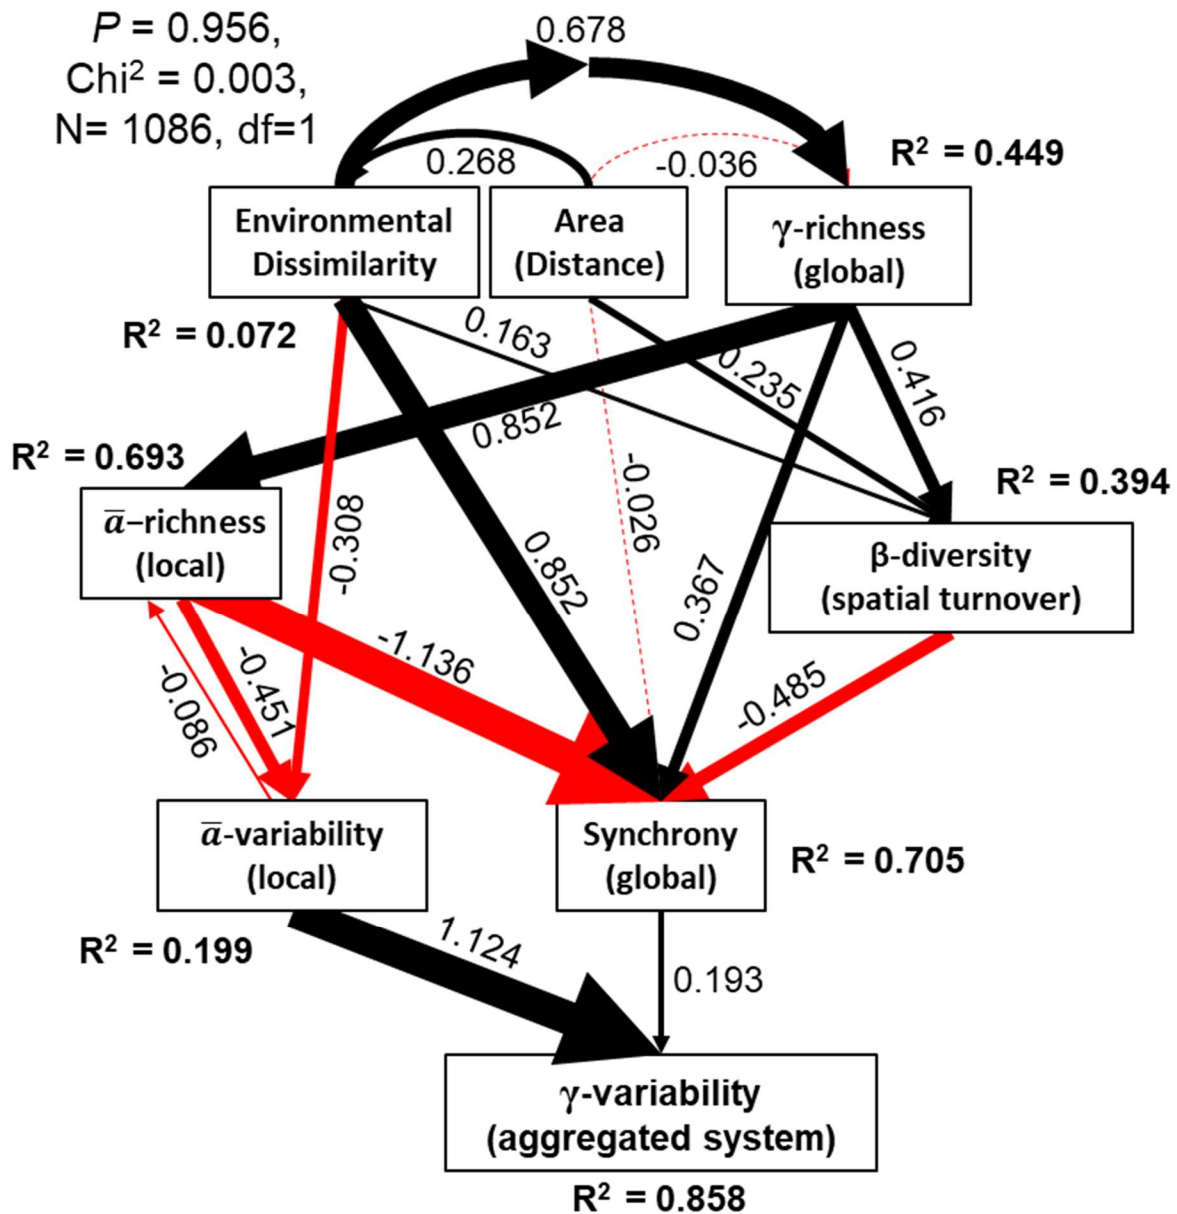 P = 0.956,
Chi² = 0.003,
N= 1086, df=1
0.678
0.268
-0.036
R² = 0.449
Environmental
Dissimilarity
Area
(Distance)
γ-richness
(global)
R² = 0.072
0.163
0.235
0.416
0.852
R² = 0.693
R² = 0.394
-0.026
-0.308
0.852
0.367
a̅–richness
(local)
β-diversity
(spatial turnover)
-1.136
-0.451
-0.086
-0.485
a̅-variability
(local)
Synchrony
(global)
R² = 0.705
R² = 0.199
1.124
0.193
γ-variability
(aggregated system)
R² = 0.858